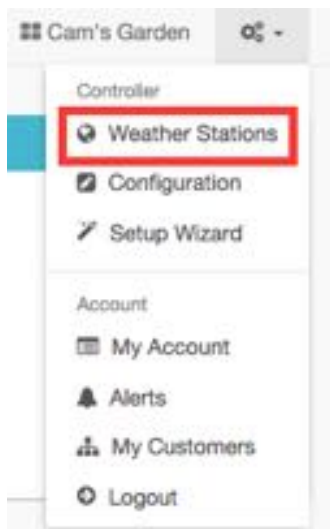 Cam's Garden
Controller
Weather Stations
Configuration
Setup Wizard
Account
My Account
Alerts
My Customers
Logout